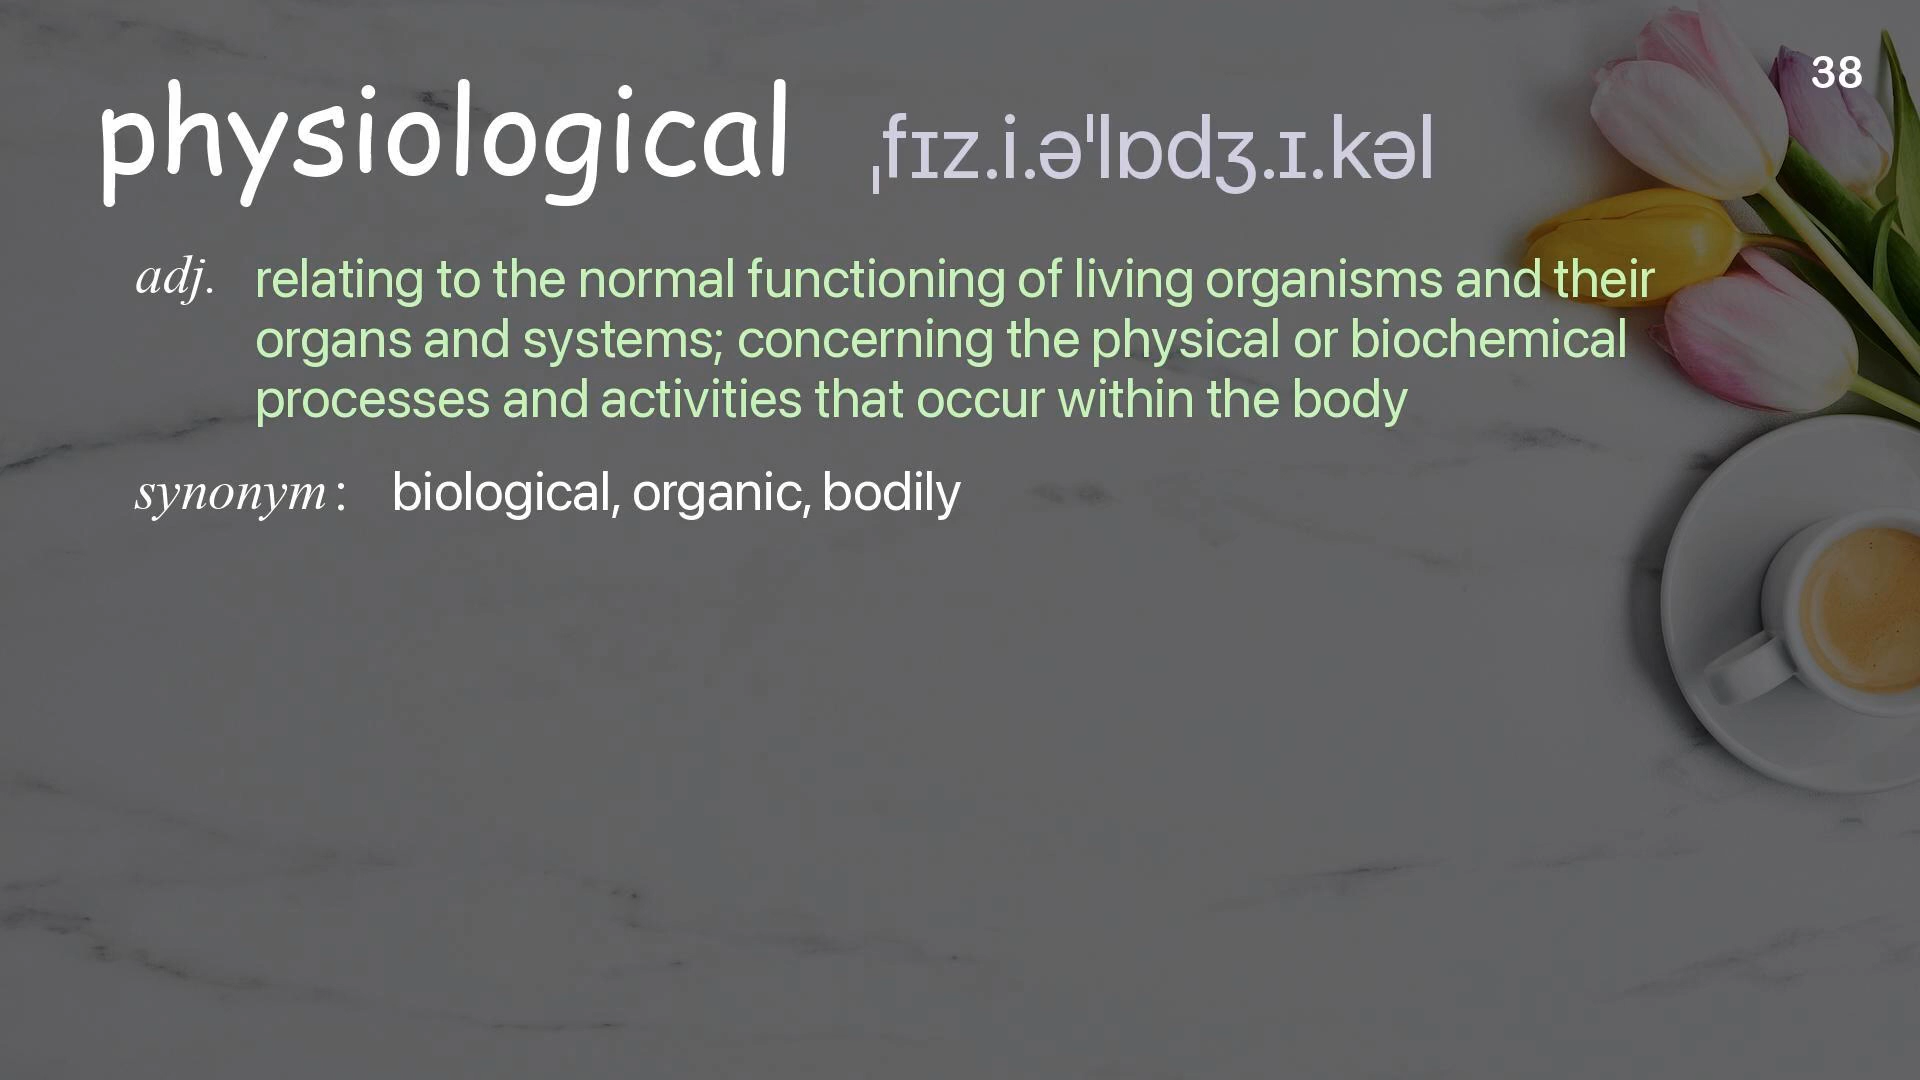 38
physiological ˌfɪz.i.ə'lɒdʒ.ɪ.kəl
adj. relating to the normal functioning of living organisms and their
organs and systems; concerning the physical or biochemical
processes and activities that occur within the body
synonym : biological, organic, bodily